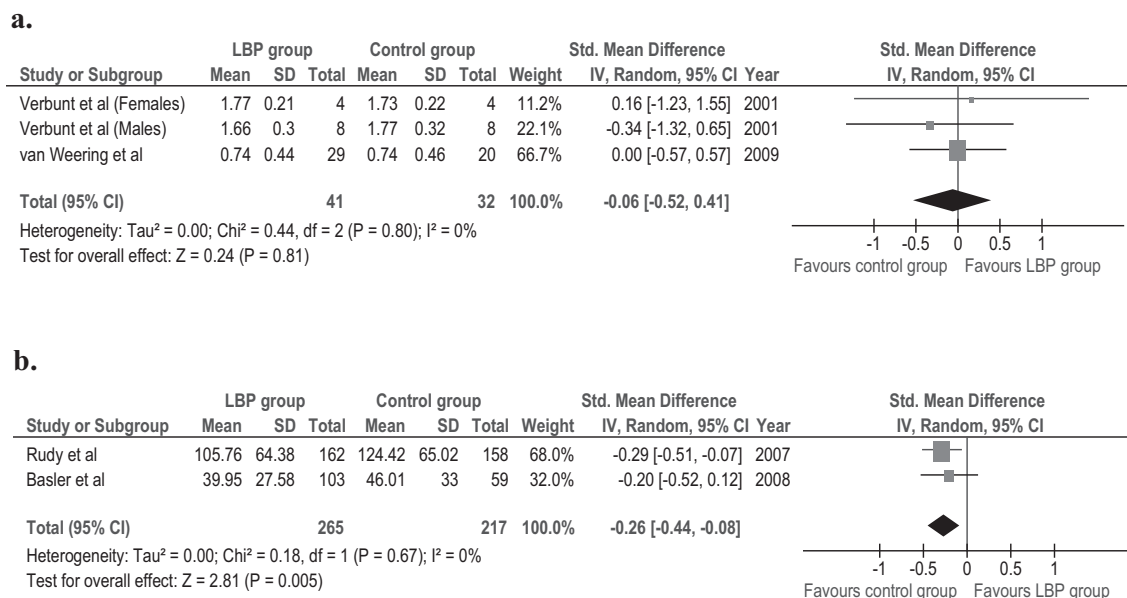 a.
LBP group Control group Std. Mean Difference Std. Mean Difference
Study or Subgroup Mean SD Total Mean SD Total Weight IV, Random, 95% CI Year IV, Random, 95% CI
Verbunt et al (Females) 1.77 0.21 4 1.73 0.22 4 11.2% 0.16 [-1.23, 1.55] 2001
Verbunt et al (Males) 1.66 0.3 8 1.77 0.32 8 22.1% -0.34 [-1.32, 0.65] 2001
van Weering et al 0.74 0.44 29 0.74 0.46 20 66.7% 0.00 [-0.57, 0.57] 2009
Total (95% CI) 41 32 100.0% -0.06 [-0.52, 0.41]
Heterogeneity: Tau² = 0.00; Chi² = 0.44, df = 2 (P = 0.80); I² = 0%
Test for overall effect: Z = 0.24 (P = 0.81)
-1 -0.5 0 0.5 1
Favours control group Favours LBP group
b.
LBP group Control group Std. Mean Difference Std. Mean Difference
Study or Subgroup Mean SD Total Mean SD Total Weight IV, Random, 95% CI Year IV, Random, 95% CI
Rudy et al 105.76 64.38 162 124.42 65.02 158 68.0% -0.29 [-0.51, -0.07] 2007
Basler et al 39.95 27.58 103 46.01 33 59 32.0% -0.20 [-0.52, 0.12] 2008
Total (95% CI) 265 217 100.0% -0.26 [-0.44, -0.08]
Heterogeneity: Tau² = 0.00; Chi² = 0.18, df = 1 (P = 0.67); I² = 0%
Test for overall effect: Z = 2.81 (P = 0.005)
-1 -0.5 0 0.5 1
Favours control group Favours LBP group